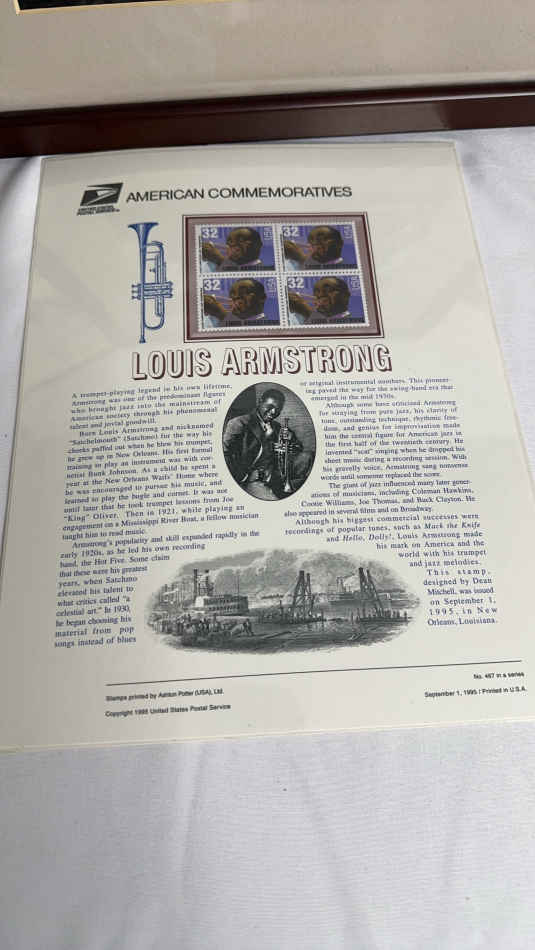 UNITED STATES
POSTAL SERVICE
AMERICAN COMMEMORATIVES
32 USA
LOUIS ARMSTRONG
32 USA
LOUIS ARMSTRONG
32 USA
LOUIS ARMSTRONG
32 USA
LOUIS ARMSTRONG
LOUIS ARMSTRONG
A trumpet-playing legend in his own lifetime,
Armstrong was one of the predominant figures
who brought jazz into the mainstream of
American society through his phenomenal
talent and jovial goodwill.
Born Louis Armstrong and nicknamed
"Satchelmouth" (Satchmo) for the way his
cheeks puffed out when he blew his trumpet,
he grew up in New Orleans. His first formal
training to play an instrument was with cor-
netist Bunk Johnson. As a child he spent a
year at the New Orleans Waifs' Home where
he was encouraged to pursue his music, and
learned to play the bugle and cornet. It was not
until later that he took trumpet lessons from Joe
"King" Oliver. Then in 1921, while playing an
engagement on a Mississippi River Boat, a fellow musician
taught him to read music.
Armstrong's popularity and skill expanded rapidly in the
early 1920s, as he led his own recording
band, the Hot Five. Some claim
that these were his greatest
years, when Satchmo
elevated his talent to
what critics called "a
celestial art." In 1930,
he began choosing his
material from pop
songs instead of blues
or original instrumental numbers. This pioneer-
ing paved the way for the swing-band era that
emerged in the mid 1930s.
Although some have criticized Armstrong
for straying from pure jazz, his clarity of
tone, outstanding technique, rhythmic free-
dom, and genius for improvisation made
him the central figure for American jazz in
the first half of the twentieth century. He
invented "scat" singing when he dropped his
sheet music during a recording session. With
his gravelly voice, Armstrong sang nonsense
words until someone replaced the score.
The giant of jazz influenced many later gener-
ations of musicians, including Coleman Hawkins,
Cootie Williams, Joe Thomas, and Buck Clayton. He
also appeared in several films and on Broadway.
Although his biggest commercial successes were
recordings of popular tunes, such as Mack the Knife
and Hello, Dolly!, Louis Armstrong made
his mark on America and the
world with his trumpet
and jazz melodies.
This stamp,
designed by Dean
Mitchell, was issued
on September 1,
1995, in New
Orleans, Louisiana.
Stamps printed by Ashton Potter (USA), Ltd.
Copyright 1995 United States Postal Service
No. 467 in a series
September 1, 1995 / Printed in U.S.A.